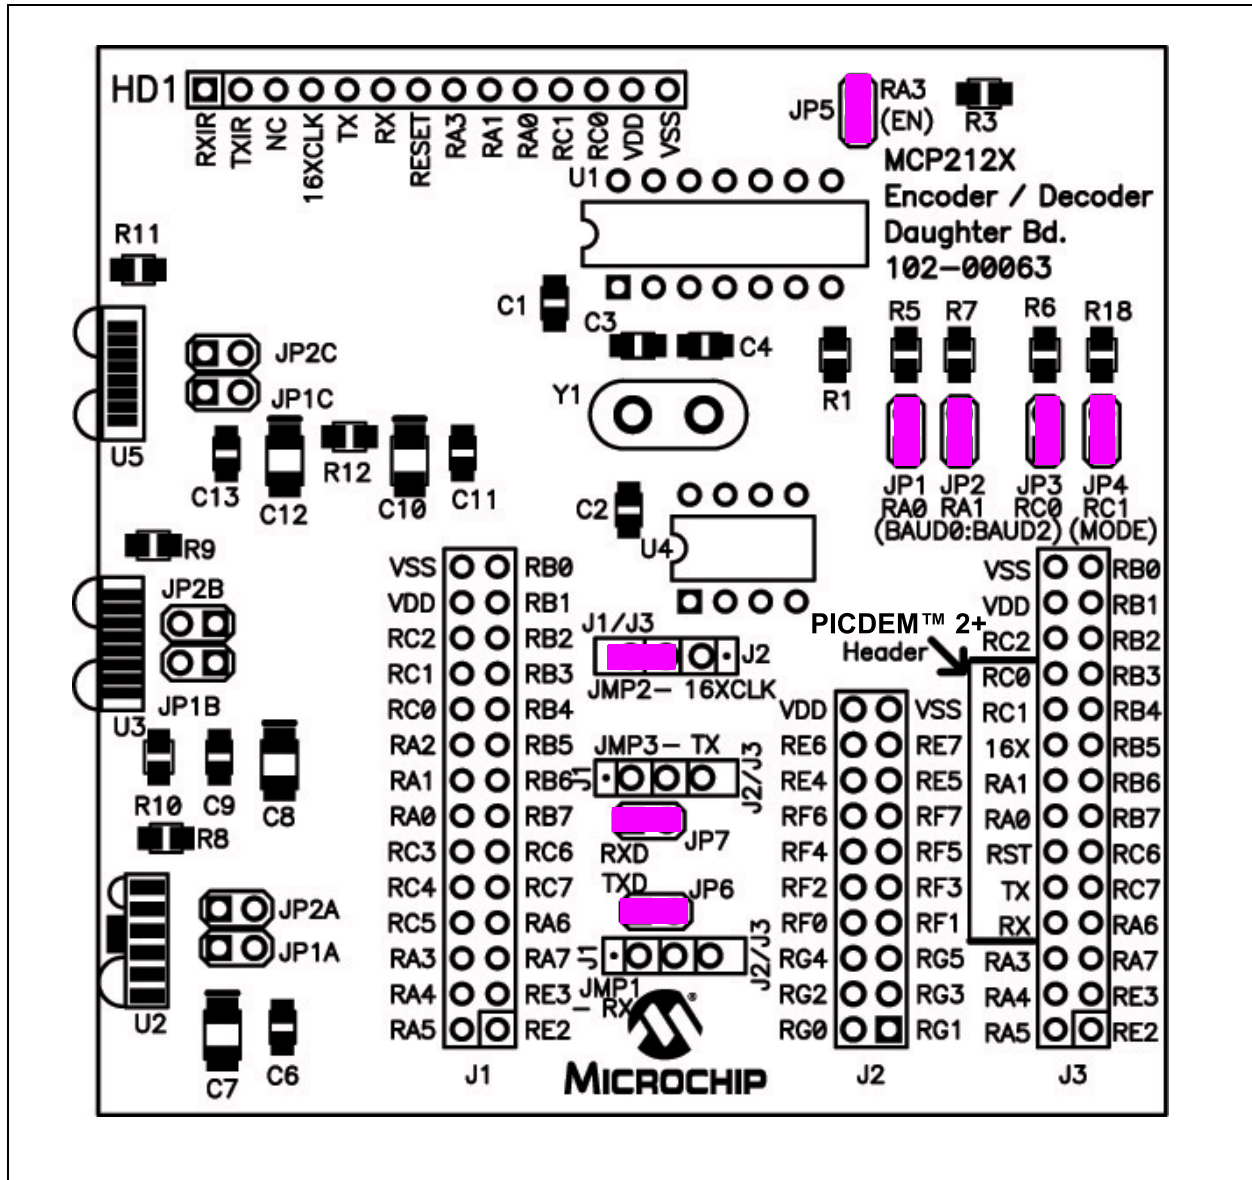 HD1
RXIR
TXIR
NC
16XCLK
TX
RX
RESET
RA3
RA1
RA0
RC1
RC0
VDD
VSS
JP5
RA3
(EN)
R3
MCP212X
Encoder / Decoder
Daughter Bd.
102-00063
U1
R11
C1
C3
C4
R5
R7
R6
R18
JP2C
JP1C
Y1
R1
U5
R12
C13
C12
C10
C11
C2
JP1
JP2
JP3
JP4
RA0
RA1
RC0
RC1
(BAUD0:BAUD2) (MODE)
R9
U4
JP2B
JP1B
U3
R10
C9
C8
R8
JP2A
JP1A
U2
C7
C6
VSS RB0
VDD RB1
RC2 RB2
RC1 RB3
RC0 RB4
RA2 RB5
RA1 RB6
RA0 RB7
RC3 RC6
RC4 RC7
RC5 RA6
RA3 RA7
RA4 RE3
RA5 RE2
J1
J1/J3
J2
JMP2- 16XCLK
JMP3- TX
J1
J2/J3
RXD
JP7
TXD
JP6
J1
J2/J3
JMP1
- RX
®
MICROCHIP
PICDEM™ 2+
Header
VDD VSS
RE6 RE7
RE4 RE5
RF6 RF7
RF4 RF5
RF2 RF3
RF0 RF1
RG4 RG5
RG2 RG3
RG0 RG1
J2
VSS RB0
VDD RB1
RC2 RB2
RC0 RB3
RC1 RB4
16X RB5
RA1 RB6
RA0 RB7
RST RC6
TX RC7
RX RA6
RA3 RA7
RA4 RE3
RA5 RE2
J3